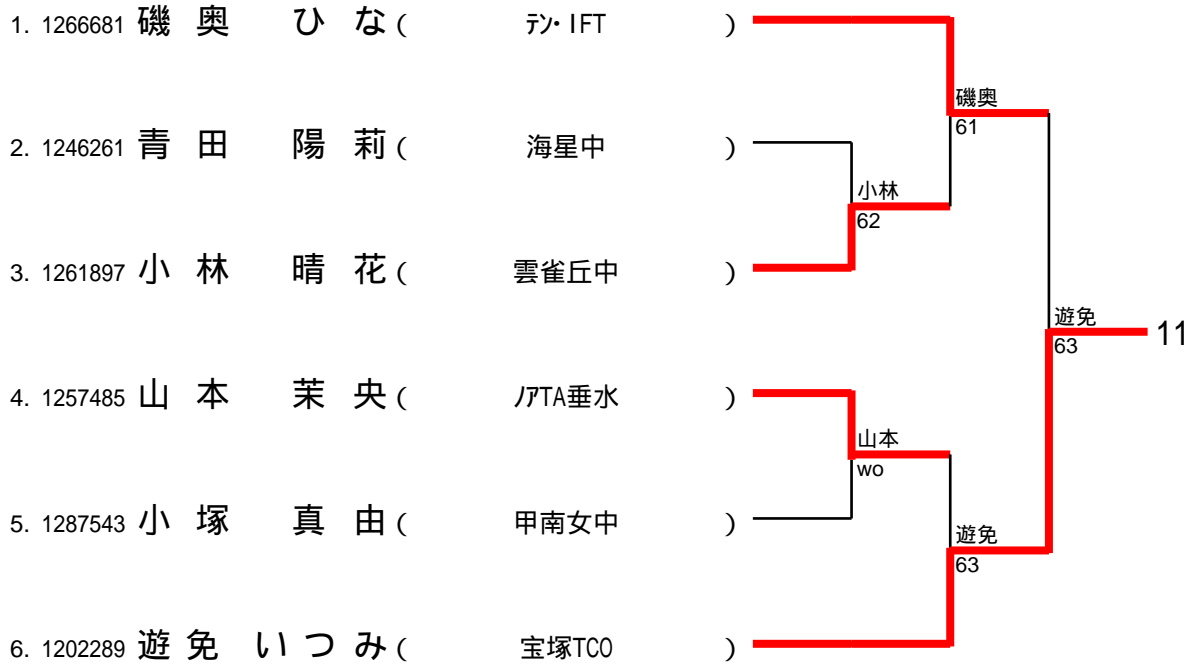 1. 1266681 磯奥 ひな( テン・IFT )
磯奥
61
2. 1246261 青田 陽莉( 海星中 )
小林
62
3. 1261897 小林 晴花( 雲雀丘中 )
遊免
63
11
4. 1257485 山本 茉央( ノアTA垂水 )
山本
wo
5. 1287543 小塚 真由( 甲南女中 )
遊免
63
6. 1202289 遊免 いつみ( 宝塚TCO )